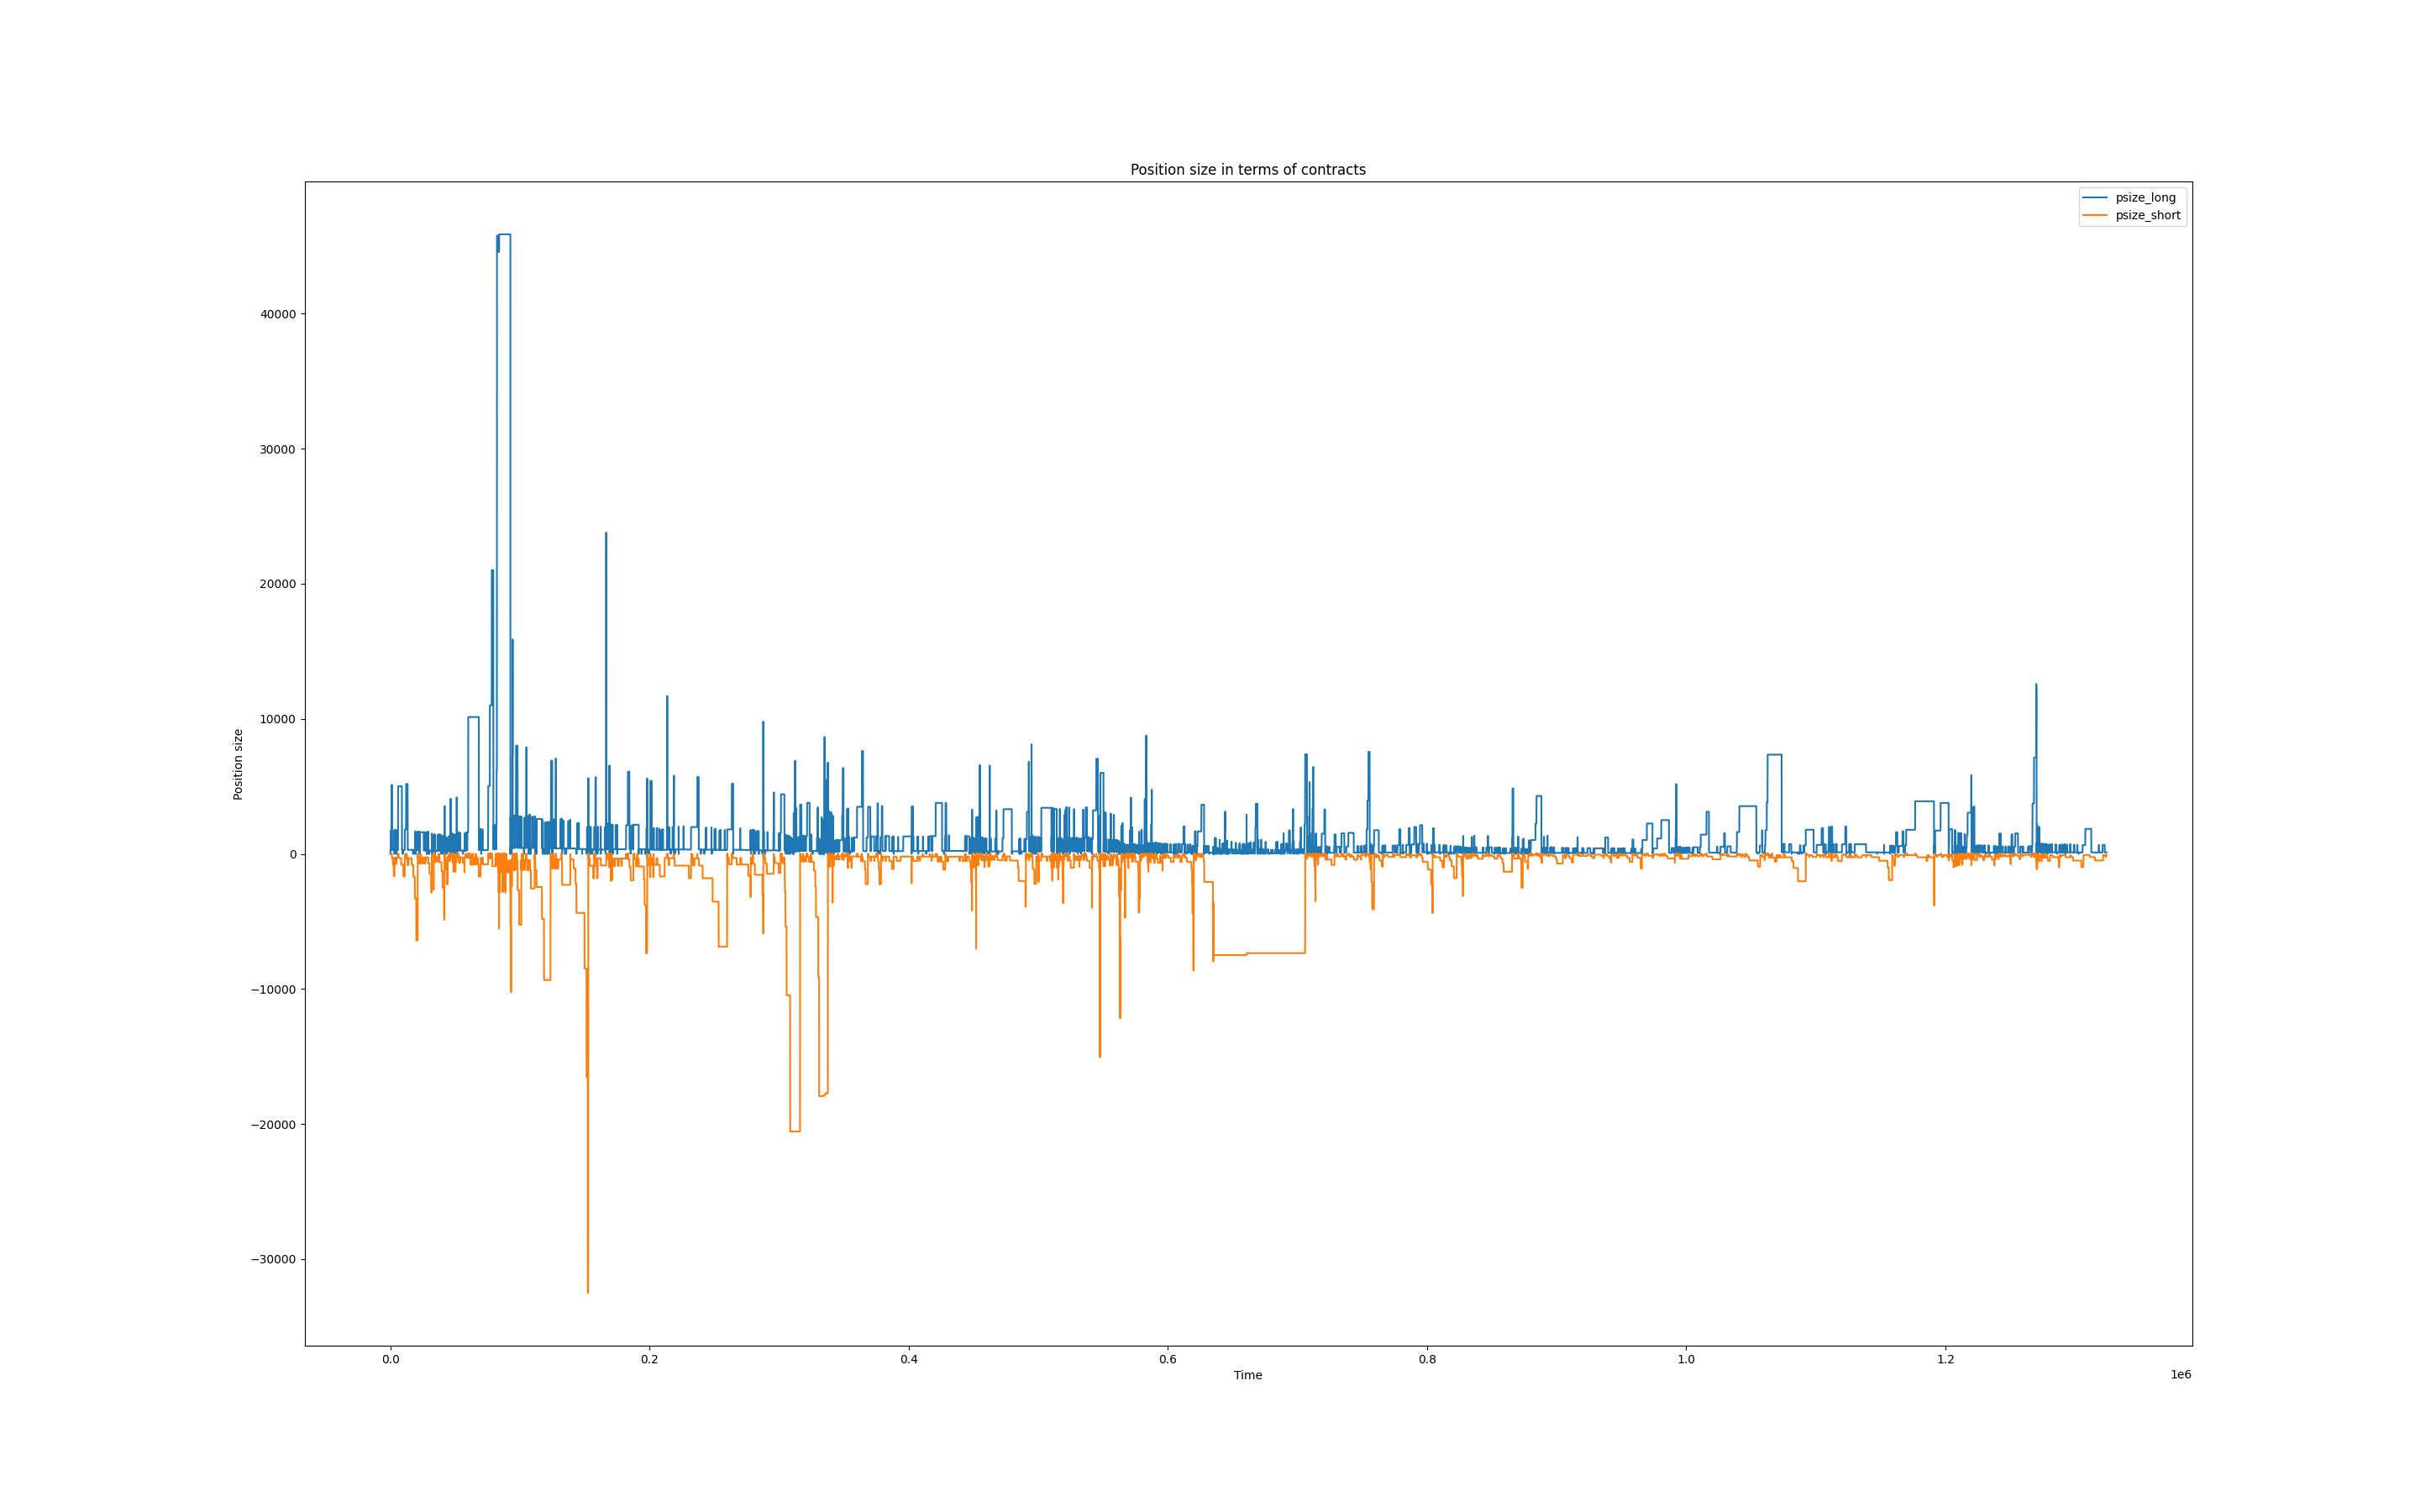 Position size in terms of contracts
psize_long
psize_short
40000
30000
20000
10000
0
−10000
−20000
−30000
Position size
0.0
0.2
0.4
0.6
0.8
1.0
1.2
1e6
Time